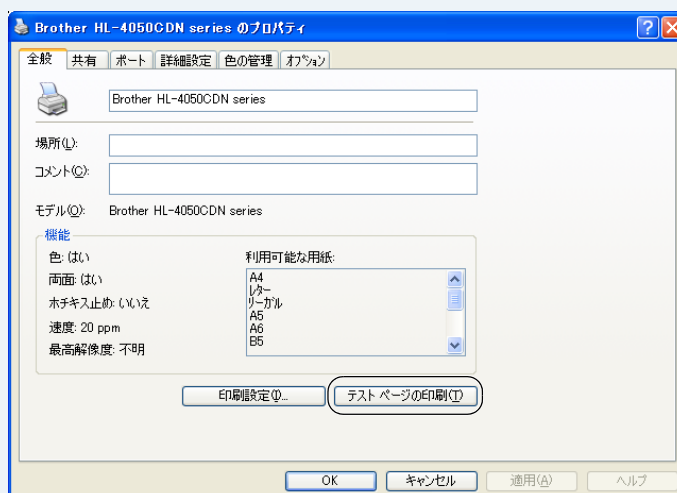 Brother HL-4050CDN series のプロパティ
全般 共有 ポート 詳細設定 色の管理 オプション
Brother HL-4050CDN series
場所(L):
コメント(C):
モデル(O): Brother HL-4050CDN series
機能
色: はい 利用可能な用紙:
両面: はい A4
ホチキス止め: いいえ レター
速度: 20 ppm リーガル
最高解像度: 不明 A5
A6
B5
印刷設定(I)... テスト ページの印刷(T)
OK キャンセル 適用(A) ヘルプ